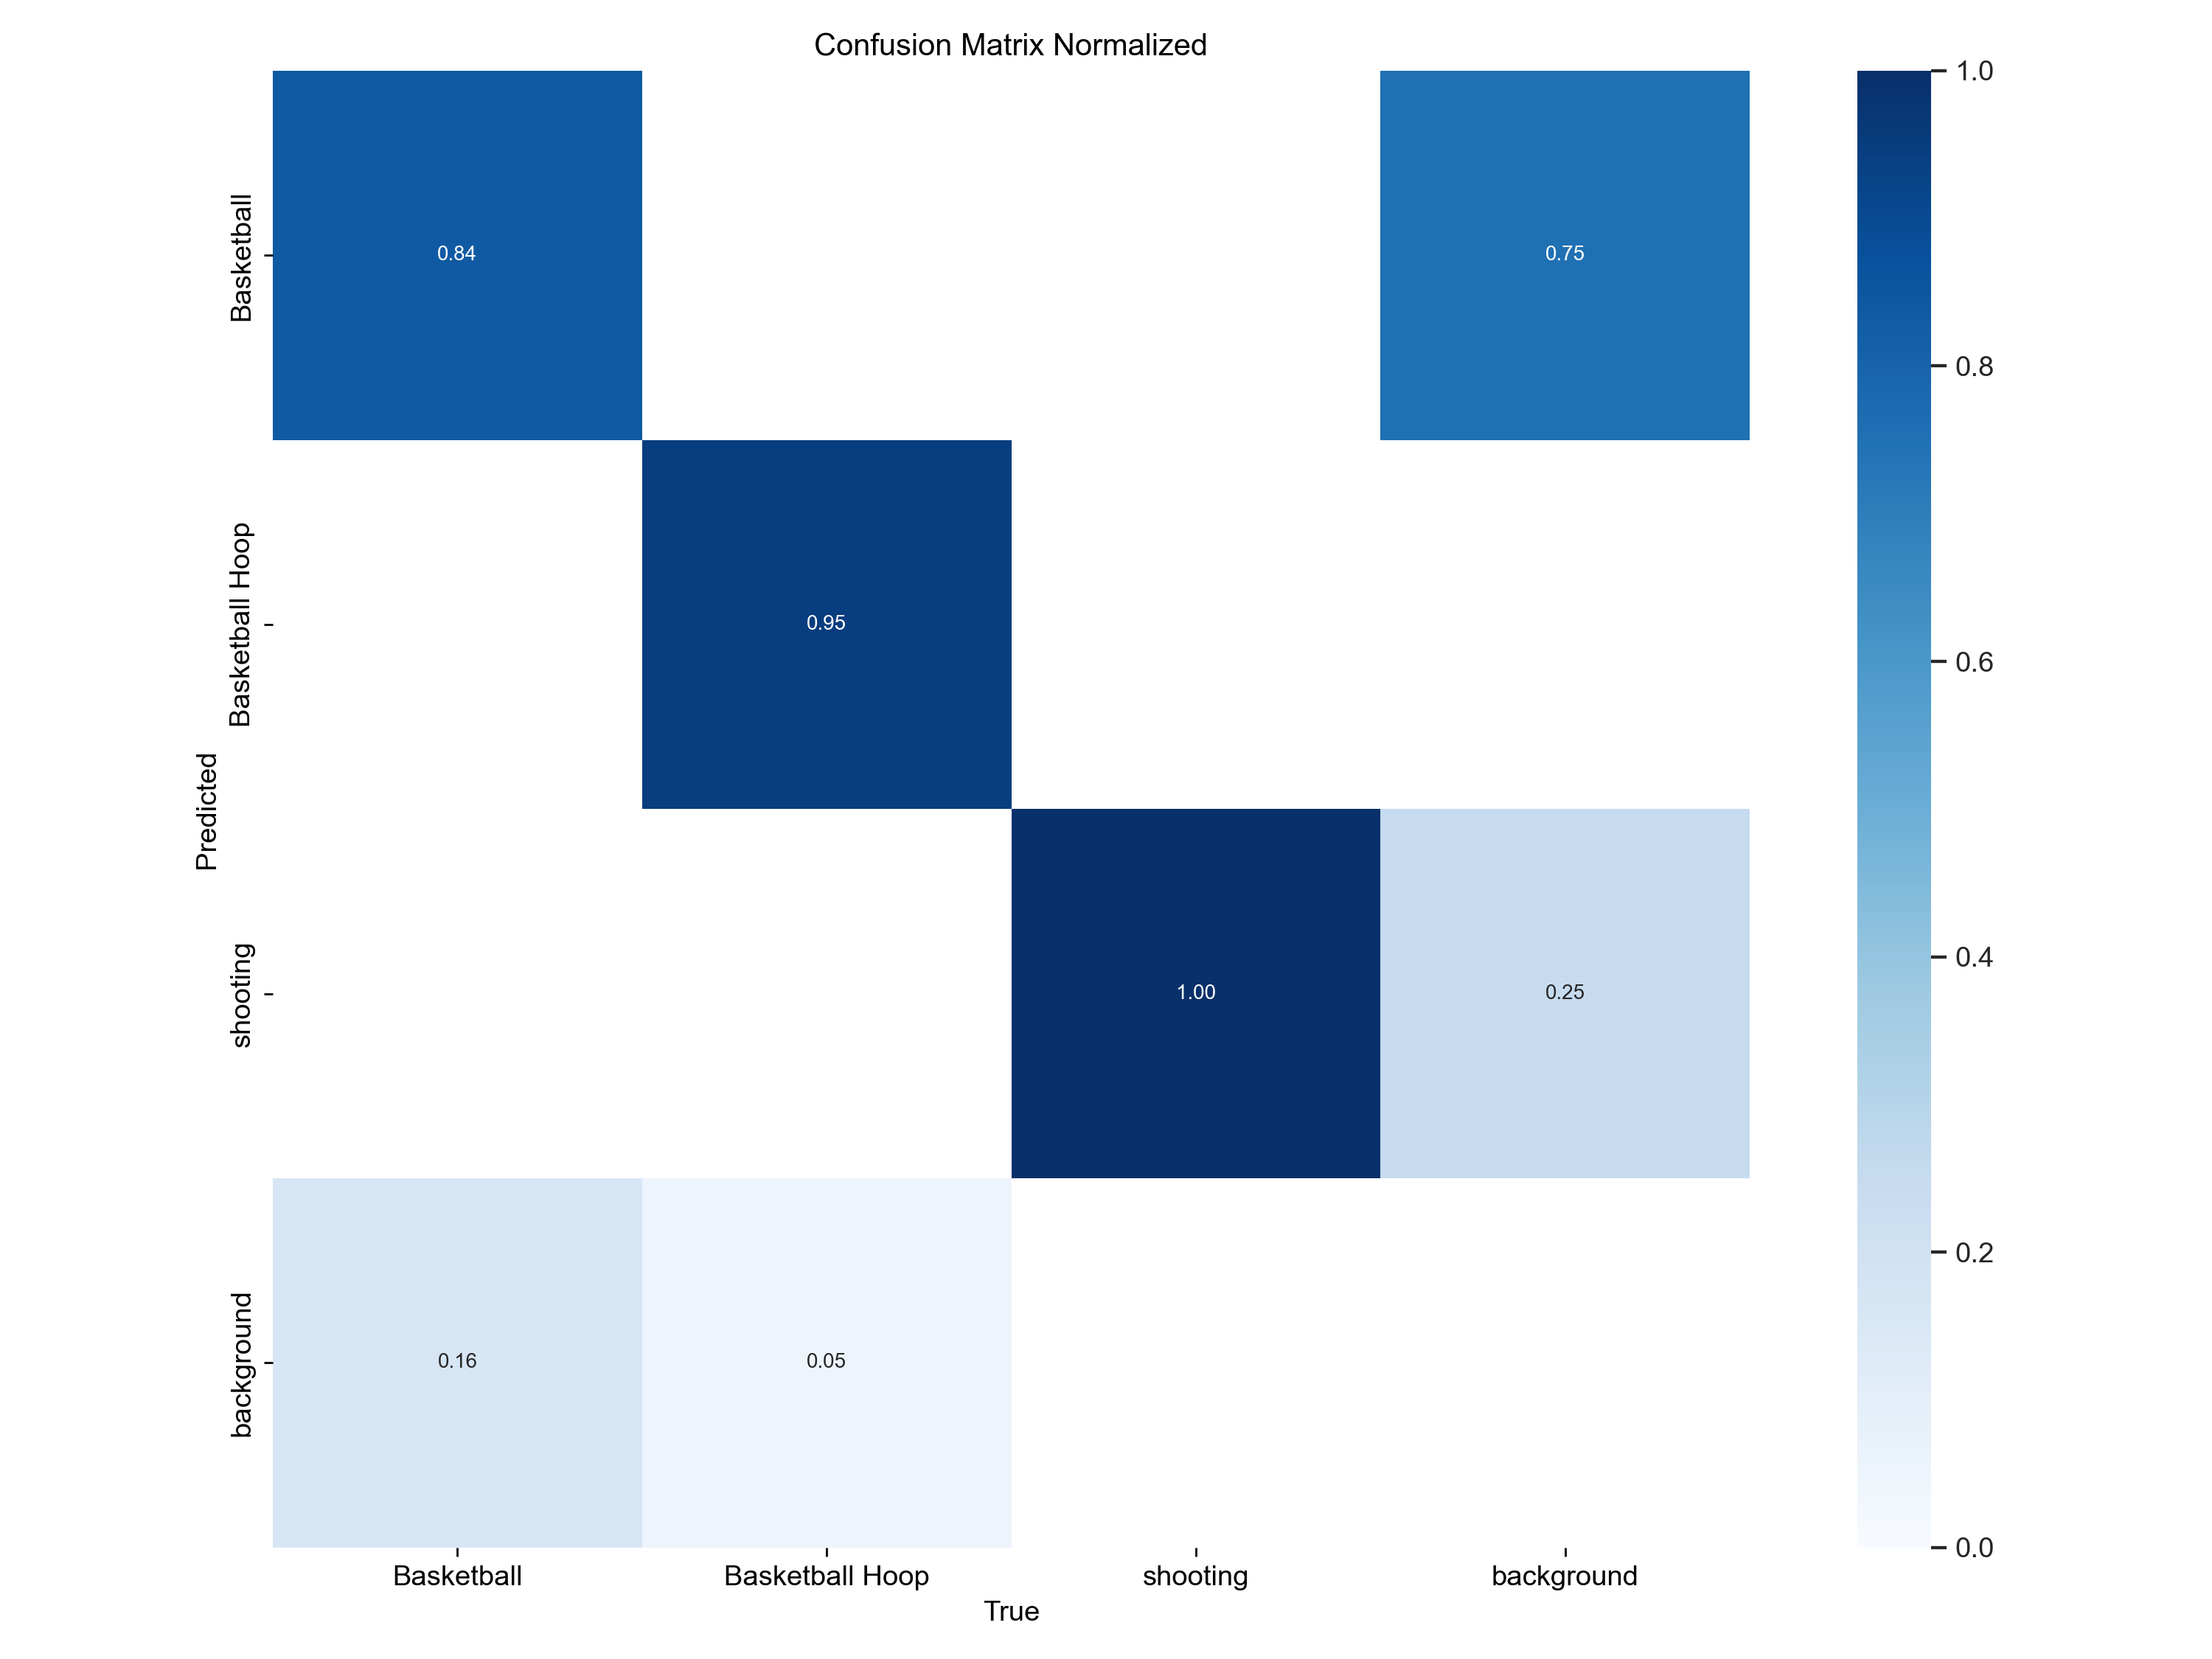 Confusion Matrix Normalized
Predicted
Basketball
Basketball Hoop
shooting
background
0.84
0.75
0.95
1.00
0.25
0.16
0.05
Basketball
Basketball Hoop
shooting
background
True
1.0
0.8
0.6
0.4
0.2
0.0